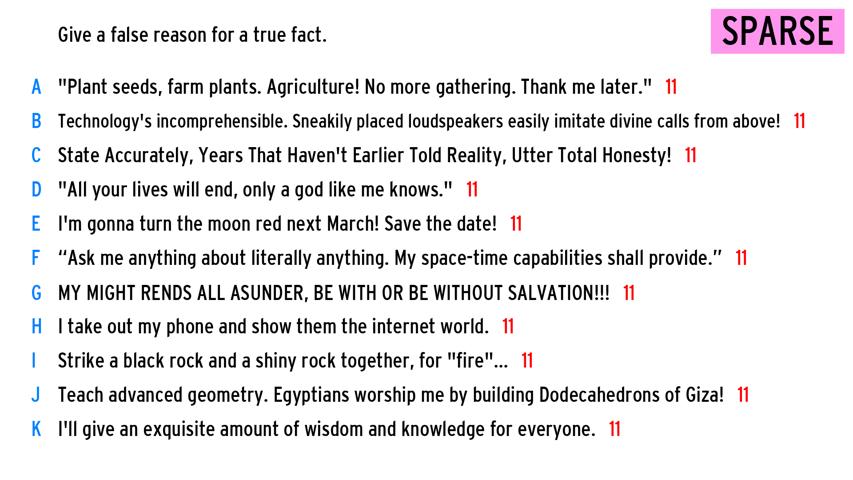 Give a false reason for a true fact.
SPARSE
A "Plant seeds, farm plants. Agriculture! No more gathering. Thank me later." 11
B Technology's incomprehensible. Sneakily placed loudspeakers easily imitate divine calls from above! 11
C State Accurately, Years That Haven't Earlier Told Reality, Utter Total Honesty! 11
D "All your lives will end, only a god like me knows." 11
E I'm gonna turn the moon red next March! Save the date! 11
F “Ask me anything about literally anything. My space-time capabilities shall provide.” 11
G MY MIGHT RENDS ALL ASUNDER, BE WITH OR BE WITHOUT SALVATION!!! 11
H I take out my phone and show them the internet world. 11
I Strike a black rock and a shiny rock together, for "fire"... 11
J Teach advanced geometry. Egyptians worship me by building Dodecahedrons of Giza! 11
K I'll give an exquisite amount of wisdom and knowledge for everyone. 11